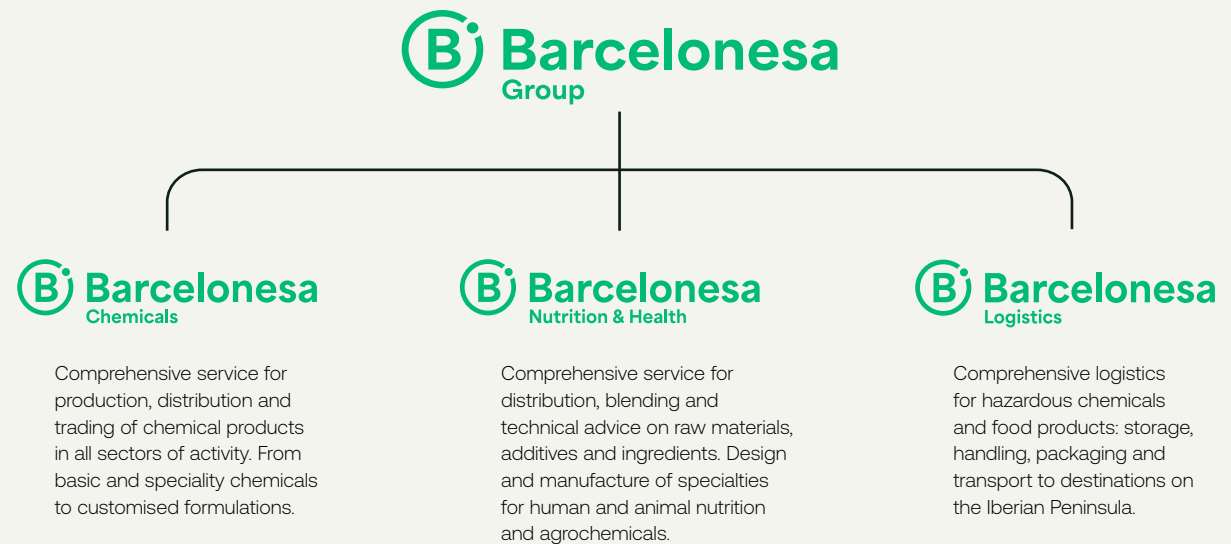 B Barcelonesa
Group
B Barcelonesa
Chemicals
Comprehensive service for
production, distribution and
trading of chemical products
in all sectors of activity. From
basic and speciality chemicals
to customised formulations.
B Barcelonesa
Nutrition & Health
Comprehensive service for
distribution, blending and
technical advice on raw materials,
additives and ingredients. Design
and manufacture of specialties
for human and animal nutrition
and agrochemicals.
B Barcelonesa
Logistics
Comprehensive logistics
for hazardous chemicals
and food products: storage,
handling, packaging and
transport to destinations on
the Iberian Peninsula.